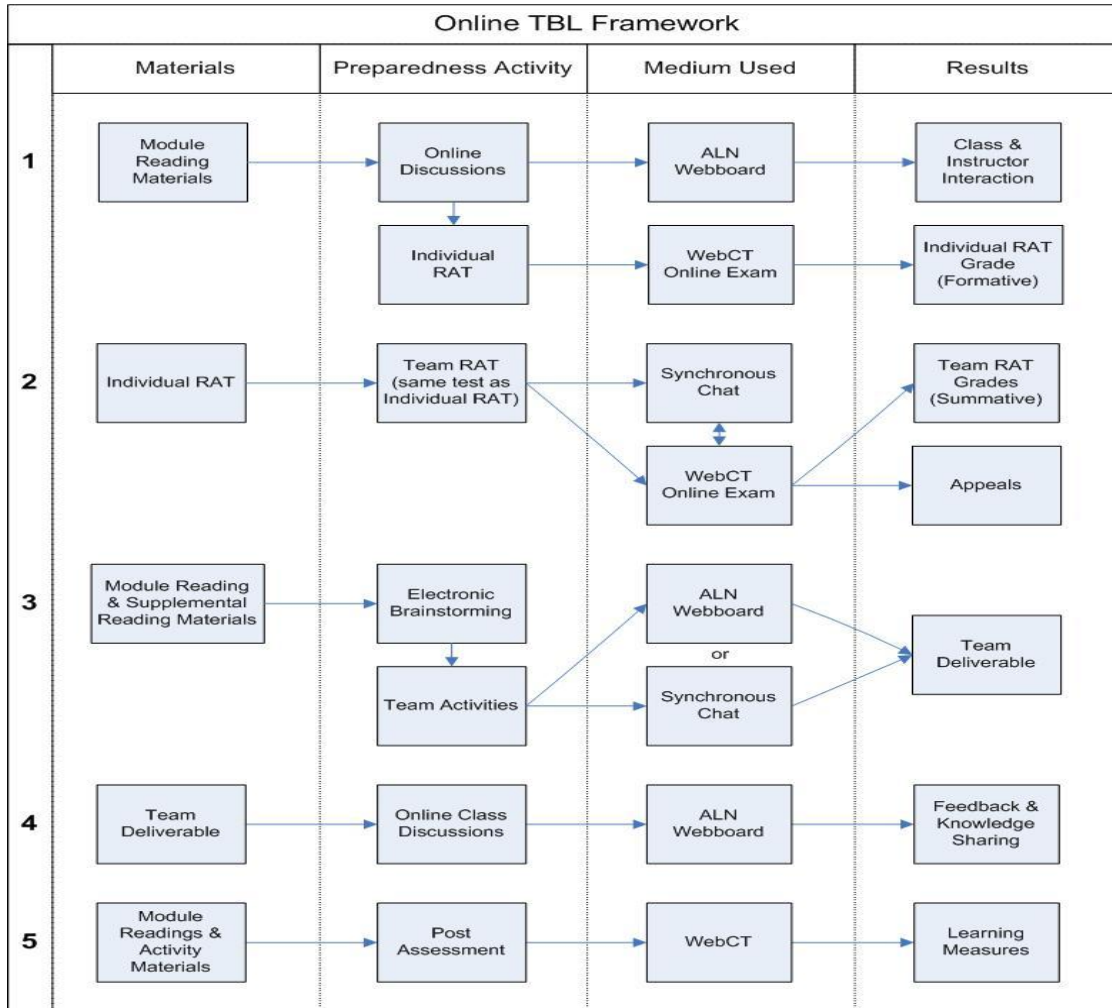 Online TBL Framework
Materials
Preparedness Activity
Medium Used
Results
1
Module
Reading
Materials
Online
Discussions
ALN
Webboard
Class &
Instructor
Interaction
Individual
RAT
WebCT
Online Exam
Individual RAT
Grade
(Formative)
2
Individual RAT
Team RAT
(same test as
Individual RAT)
Synchronous
Chat
Team RAT
Grades
(Summative)
WebCT
Online Exam
Appeals
3
Module Reading
& Supplemental
Reading Materials
Electronic
Brainstorming
ALN
Webboard
or
Team
Deliverable
Team Activities
Synchronous
Chat
4
Team
Deliverable
Online Class
Discussions
ALN
Webboard
Feedback &
Knowledge
Sharing
5
Module
Readings &
Activity
Materials
Post
Assessment
WebCT
Learning
Measures